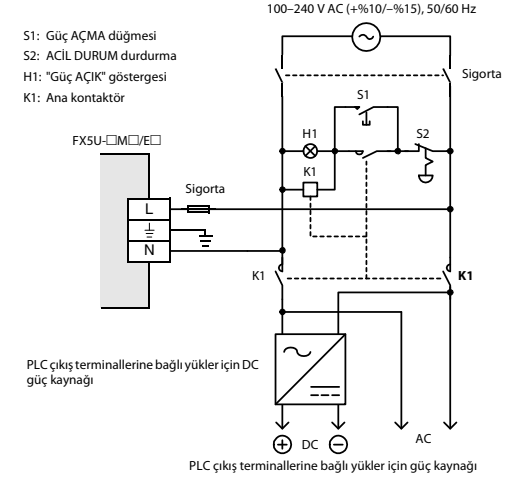 100–240 V AC (+%10/–%15), 50/60 Hz
S1: Güç AÇMA düğmesi
S2: ACİL DURUM durdurma
H1: "Güç AÇIK" göstergesi
K1: Ana kontaktör
Sigorta
S1
FX5U-□M□/E□
H1
S2
K1
Sigorta
L
N
K1
K1
PLC çıkış terminallerine bağlı yükler için DC
güç kaynağı
DC
AC
PLC çıkış terminallerine bağlı yükler için güç kaynağı